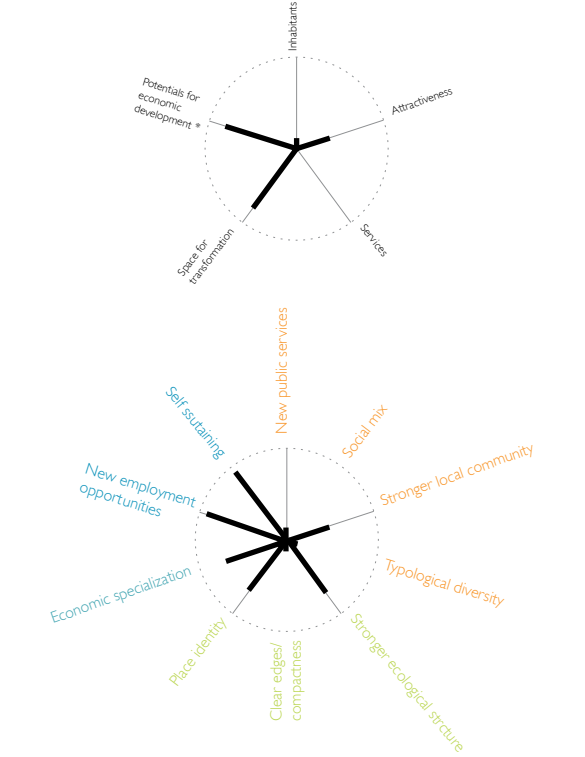 Inhabitants
Attractiveness
Potentials for
economic
development *
Services
Space for
transformation
New public services
Social mix
Self ssutaining
Stronger local community
New employment
opportunities
Typological diversity
Economic specialization
Stronger ecological strcture
Place identity
Clear edges/
compactness